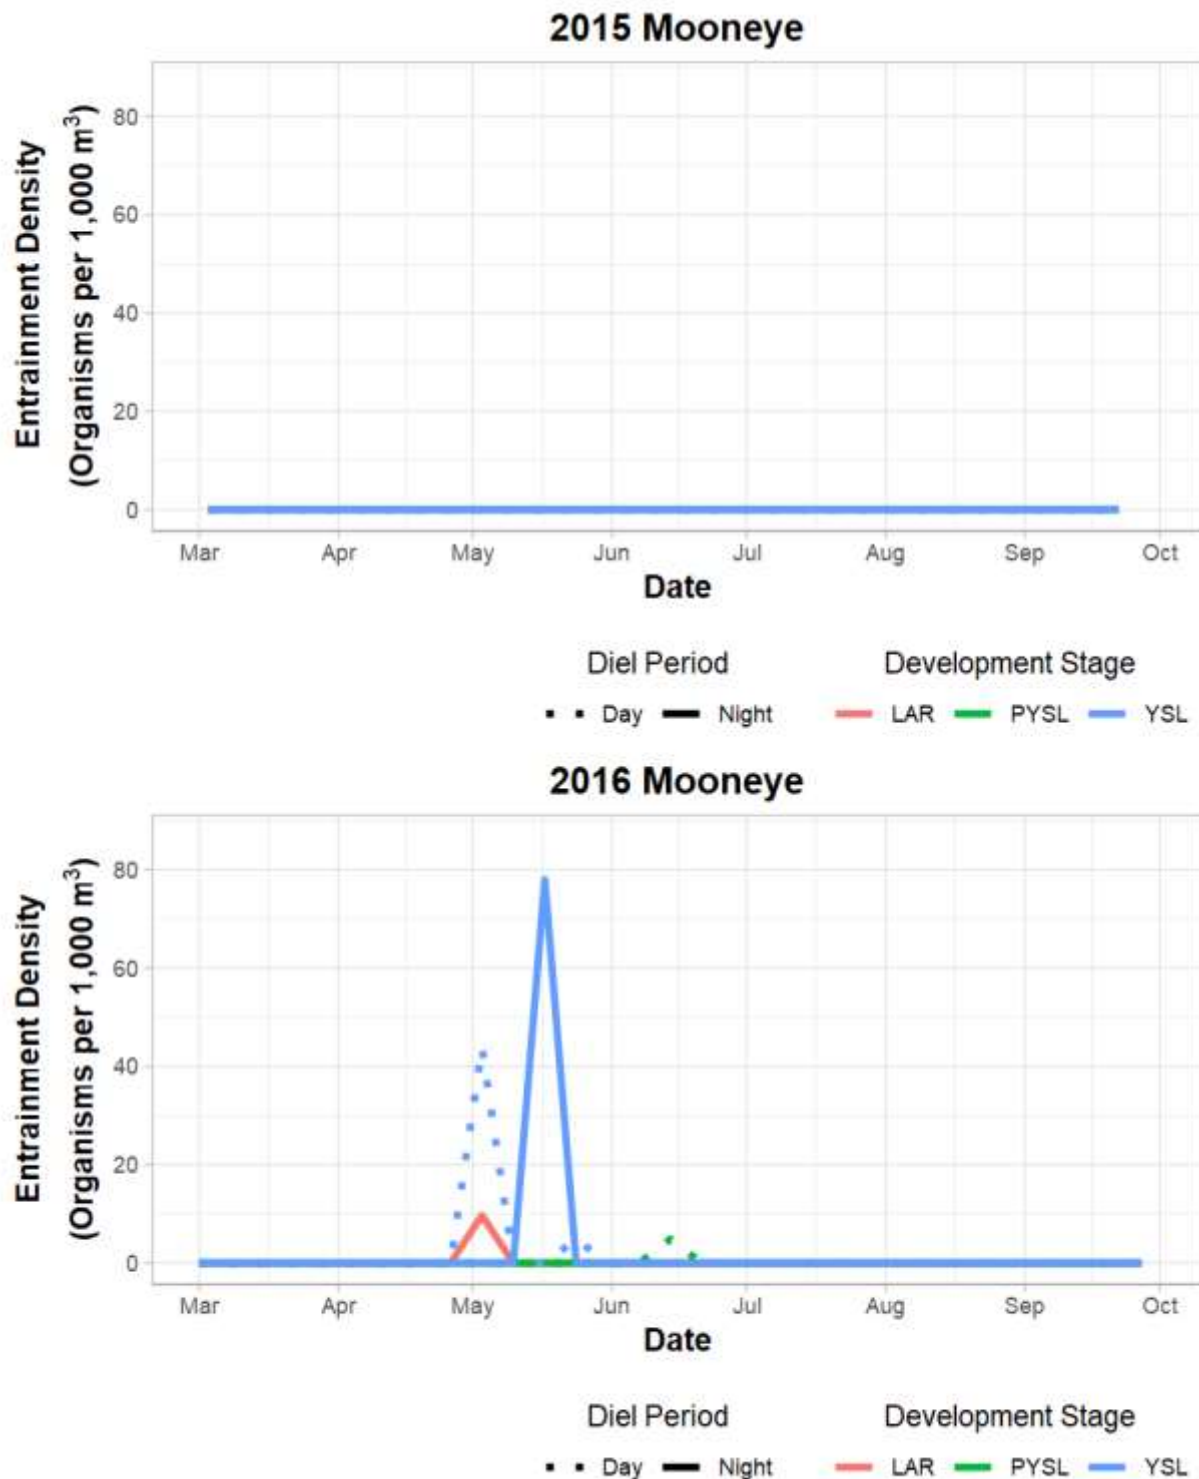 2015 Mooneye
Entrainment Density
(Organisms per 1,000 m³)
80
60
40
20
0
Mar Apr May Jun Jul Aug Sep Oct
Date
Diel Period Development Stage
Day Night LAR PYSL YSL
2016 Mooneye
Entrainment Density
(Organisms per 1,000 m³)
80
60
40
20
0
Mar Apr May Jun Jul Aug Sep Oct
Date
Diel Period Development Stage
Day Night LAR PYSL YSL